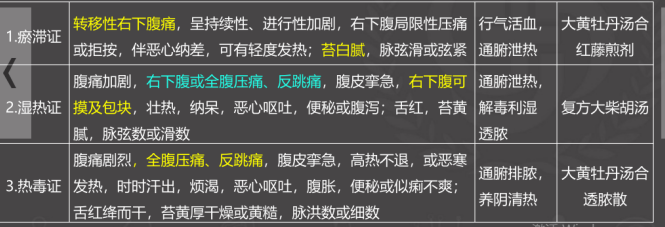 1.瘀滞证
转移性右下腹痛，呈持续性、进行性加剧，右下腹局限性压痛
或拒按，伴恶心纳差，可有轻度发热；苔白腻，脉弦滑或弦紧
行气活血，
通腑泄热
大黄牡丹汤合
红藤煎剂
2.湿热证
腹痛加剧，右下腹或全腹压痛、反跳痛，腹皮挛急，右下腹可
摸及包块，壮热，纳呆，恶心呕吐，便秘或腹泻；舌红，苔黄
腻，脉弦数或滑数
通腑泄热，
解毒利湿
透脓
复方大柴胡汤
3.热毒证
腹痛剧烈，全腹压痛、反跳痛，腹皮挛急，高热不退，或恶寒
发热，时时汗出，烦渴，恶心呕吐，腹胀，便秘或似痢不爽；
舌红绛而干，苔黄厚干燥或黄糙，脉洪数或细数
通腑排脓，
养阴清热
大黄牡丹汤合
透脓散